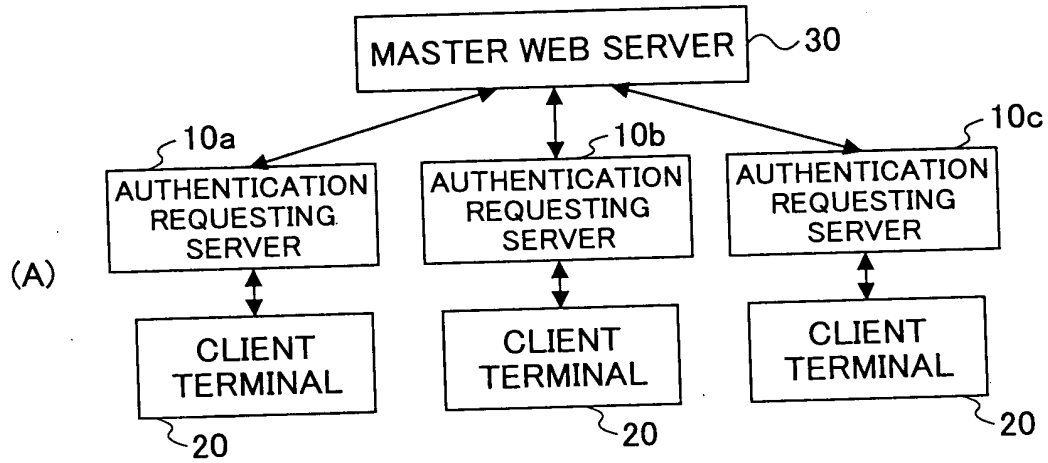 MASTER WEB SERVER
30
10a
10b
10c
AUTHENTICATION
REQUESTING
SERVER
AUTHENTICATION
REQUESTING
SERVER
AUTHENTICATION
REQUESTING
SERVER
(A)
CLIENT
TERMINAL
CLIENT
TERMINAL
CLIENT
TERMINAL
20
20
20